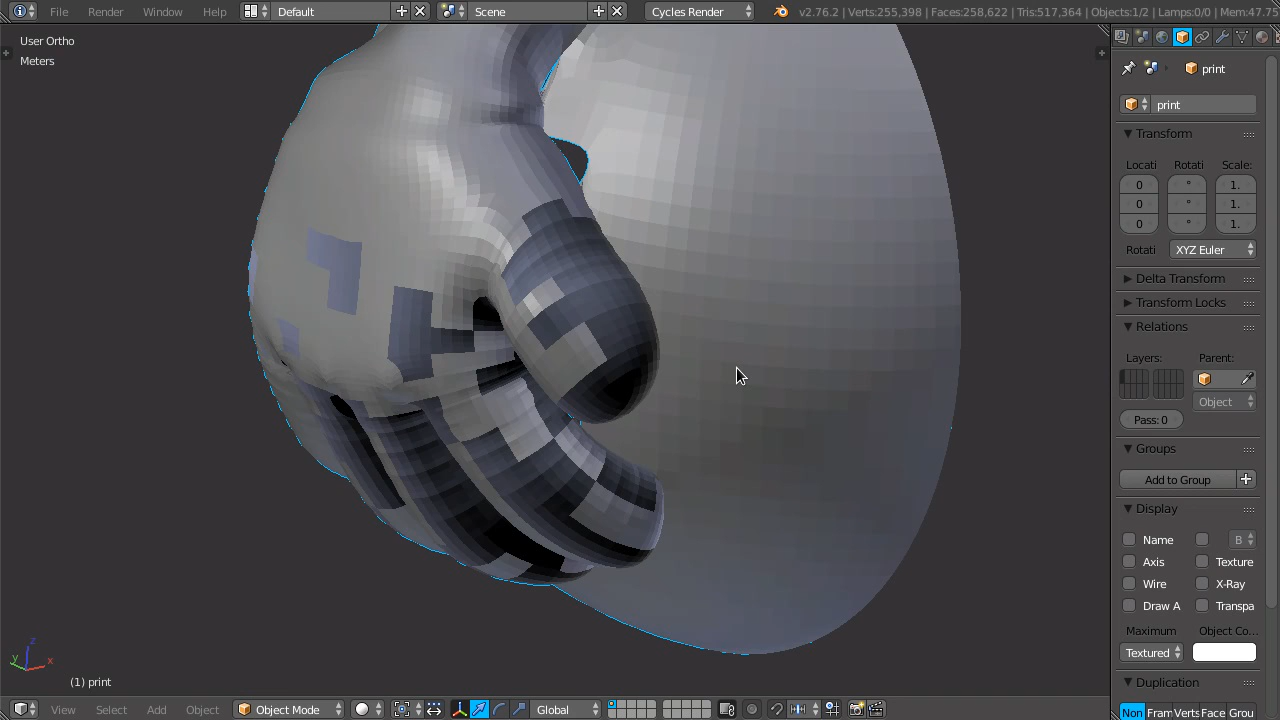 File Render Window Help Default Scene Cycles Render v2.76.2 | Verts:255,398 | Faces:258,622 | Tris:517,364 | Objects:1/2 | Lamps:0/0 | Mem:47.75
User Ortho
Meters
print
print
Transform
Locati Rotati Scale:
0 ° 1.
0 ° 1.
0 ° 1.
Rotati XYZ Euler
Delta Transform
Transform Locks
Relations
Layers: Parent:
Object
Pass: 0
Groups
Add to Group
Display
Name B
Axis Texture
Wire X-Ray
Draw A Transpa
Maximum Object Co...
Textured
Duplication
Non Fram Verts Face Grou
z
y x
(1) print
View Select Add Object Object Mode Global